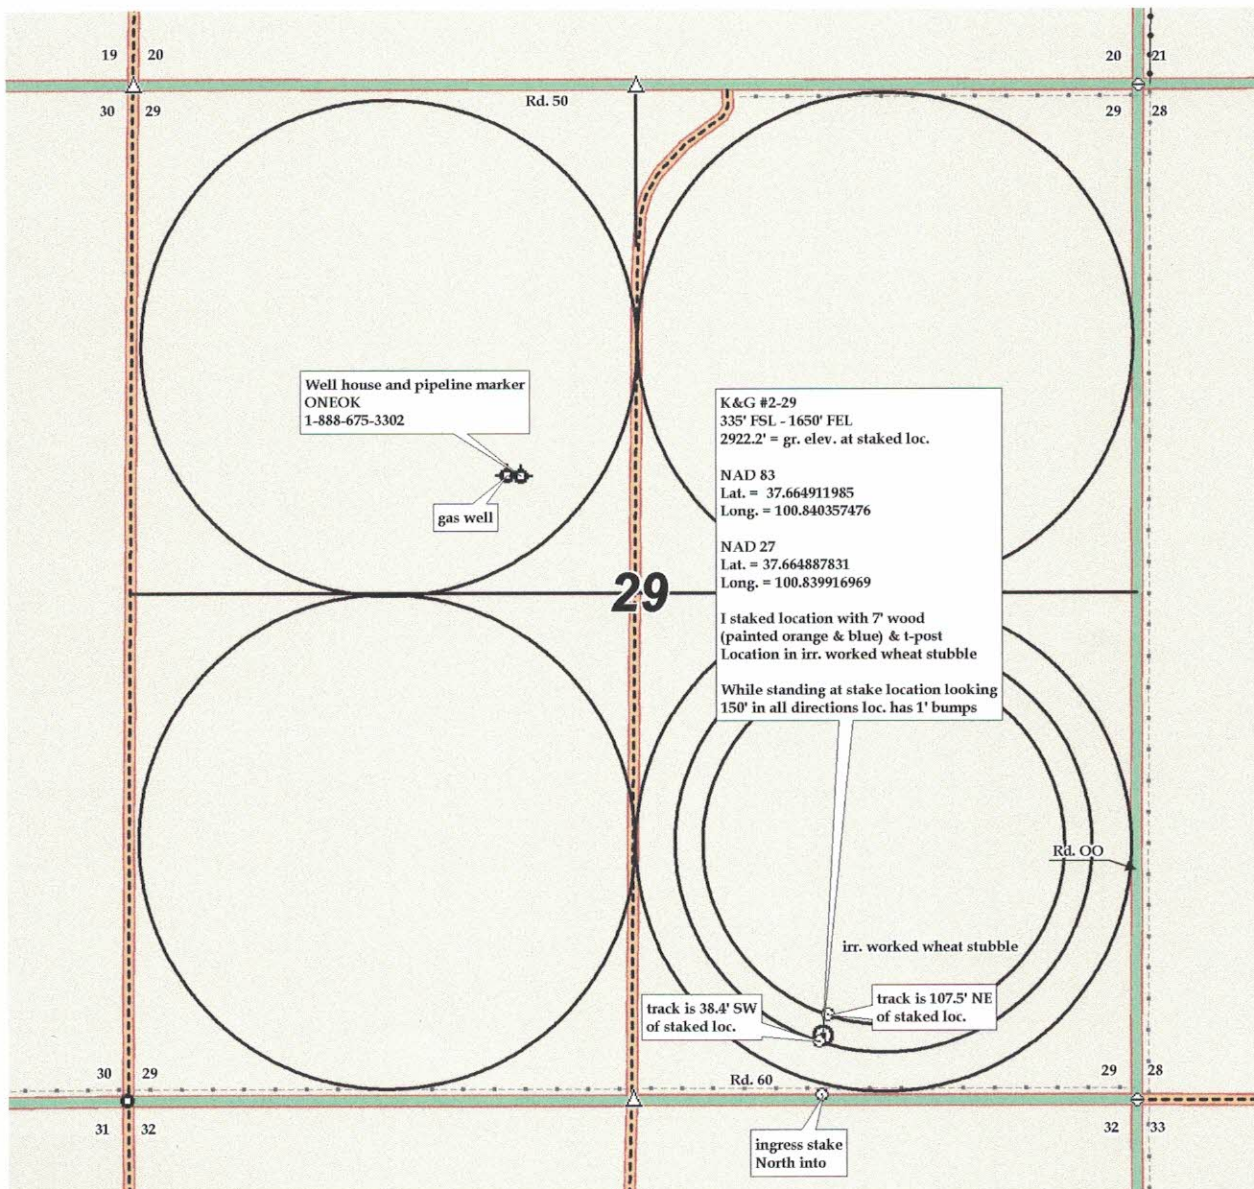 19 20
20 21
30 29
Rd. 50
29 28
Well house and pipeline marker
ONEOK
1-888-675-3302
gas well
K&G #2-29
335' FSL - 1650' FEL
2922.2' = gr. elev. at staked loc.
NAD 83
Lat. = 37.664911985
Long. = 100.840357476
NAD 27
Lat. = 37.664887831
Long. = 100.839916969
I staked location with 7' wood
(painted orange & blue) & t-post
Location in irr. worked wheat stubble
While standing at stake location looking
150' in all directions loc. has 1' bumps
29
Rd. OO
irr. worked wheat stubble
track is 38.4' SW
of staked loc.
track is 107.5' NE
of staked loc.
30 29
Rd. 60
29 28
31 32
32 33
ingress stake
North into